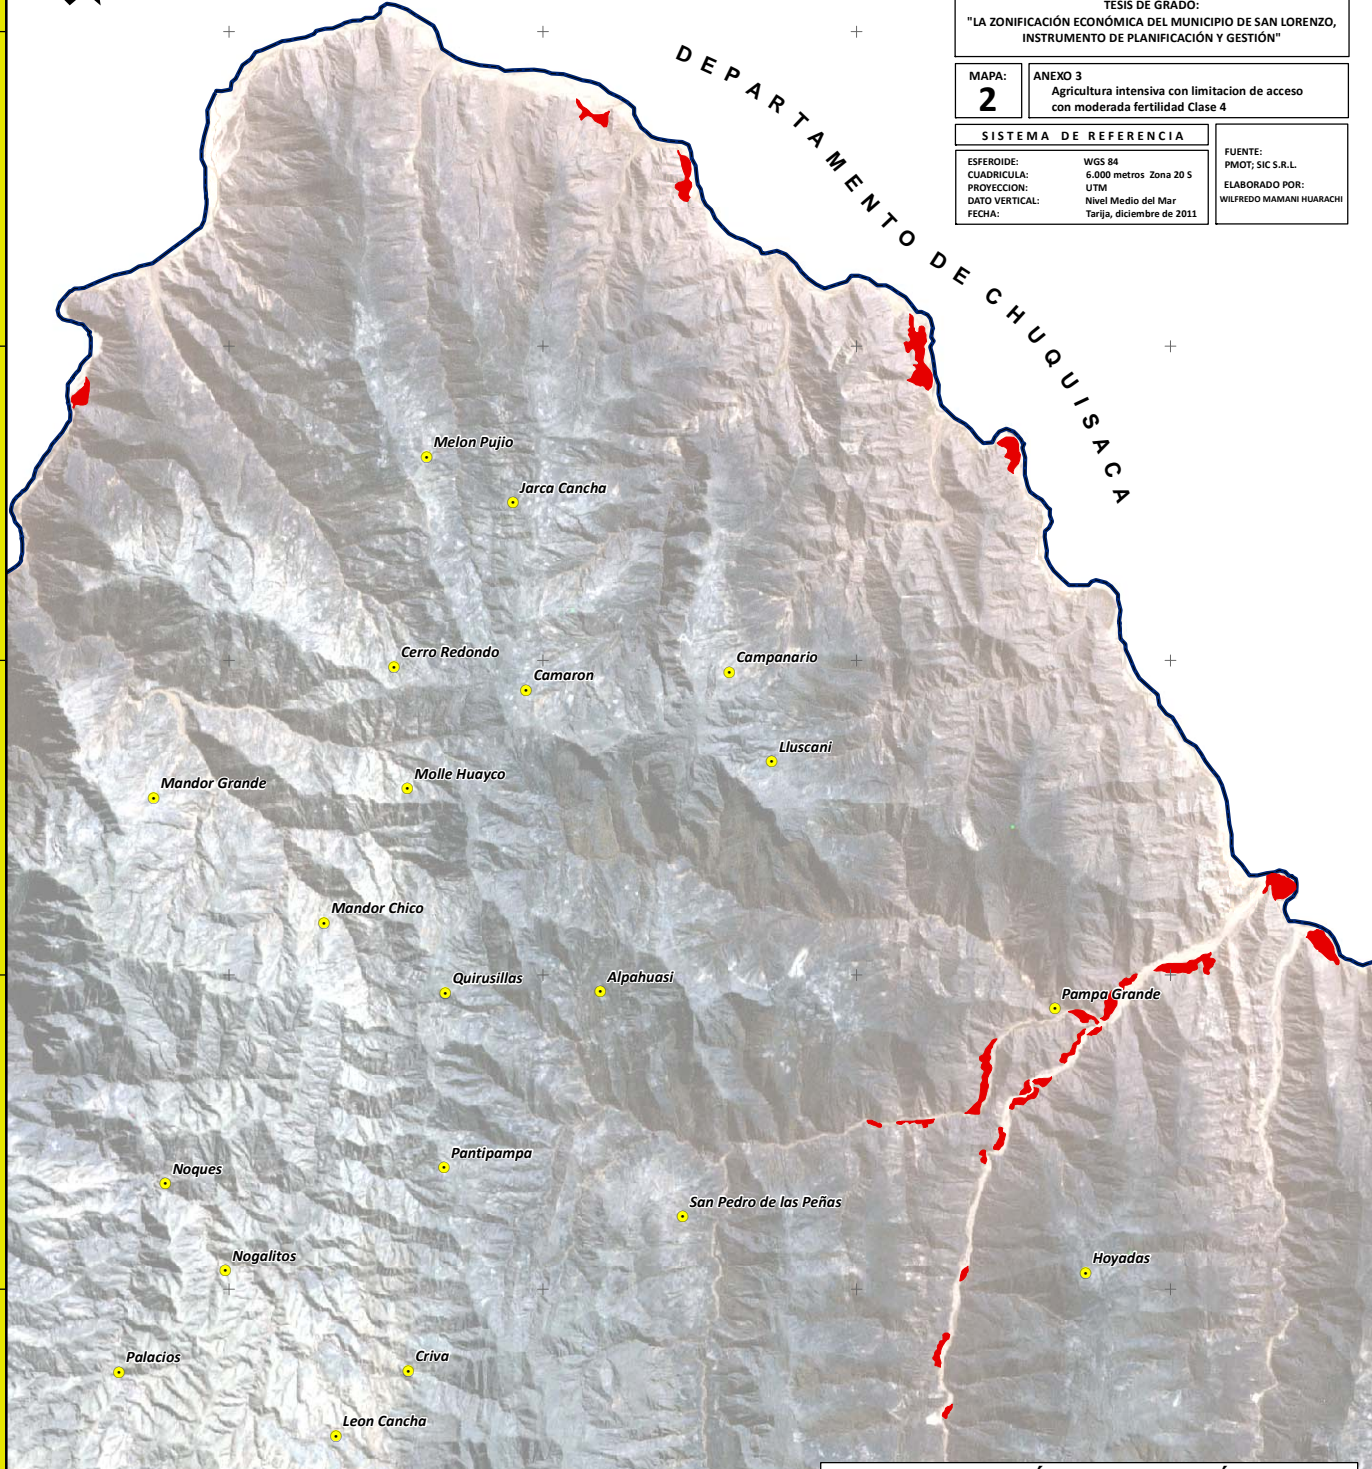 TESIS DE GRADO:
"LA ZONIFICACIÓN ECONÓMICA DEL MUNICIPIO DE SAN LORENZO,
INSTRUMENTO DE PLANIFICACIÓN Y GESTIÓN"
MAPA:
2
ANEXO 3
Agricultura intensiva con limitacion de acceso
con moderada fertilidad Clase 4
SISTEMA DE REFERENCIA
ESFEROIDE: WGS 84
CUADRICULA: 6.000 metros Zona 20 S
PROYECCION: UTM
DATO VERTICAL: Nivel Medio del Mar
FECHA: Tarija, diciembre de 2011
FUENTE:
PMOT; SIC S.R.L.
ELABORADO POR:
WILFREDO MAMANI HUARACHI
DEPARTAMENTO DE CHUQUISACA
Melon Pujio
Jarca Cancha
Cerro Redondo
Camaron
Campanario
Lluscani
Molle Huayco
Mandor Grande
Mandor Chico
Quirusillas
Alpahuasi
Pampa Grande
Pantipampa
Noques
San Pedro de las Peñas
Nogalitos
Hoyadas
Palacios
Criva
Leon Cancha